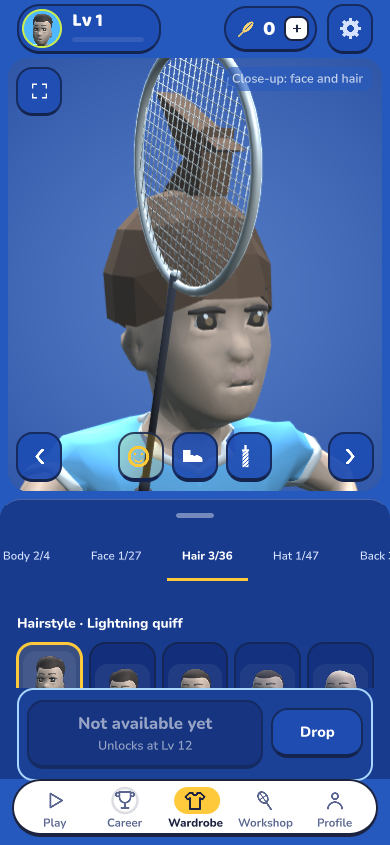 Lv 1
0
+
Close-up: face and hair
Body 2/4
Face 1/27
Hair 3/36
Hat 1/47
Back
Hairstyle · Lightning quiff
Not available yet
Unlocks at Lv 12
Drop
Play
Career
Wardrobe
Workshop
Profile